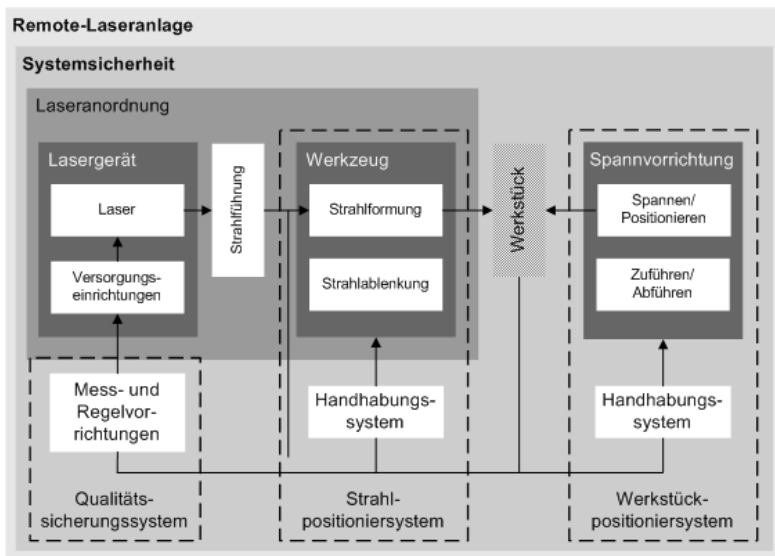 Remote-Laseranlage
Systemsicherheit
Laseranordnung
Lasergerät
Laser
Versorgungs-
einrichtungen
Strahlführung
Werkzeug
Strahlformung
Strahlablenkung
Werkstück
Spannvorrichtung
Spannen/
Positionieren
Zuführen/
Abführen
Mess- und
Regelvor-
richtungen
Handhabungs-
system
Handhabungs-
system
Qualitäts-
sicherungssystem
Strahl-
positioniersystem
Werkstück-
positioniersystem